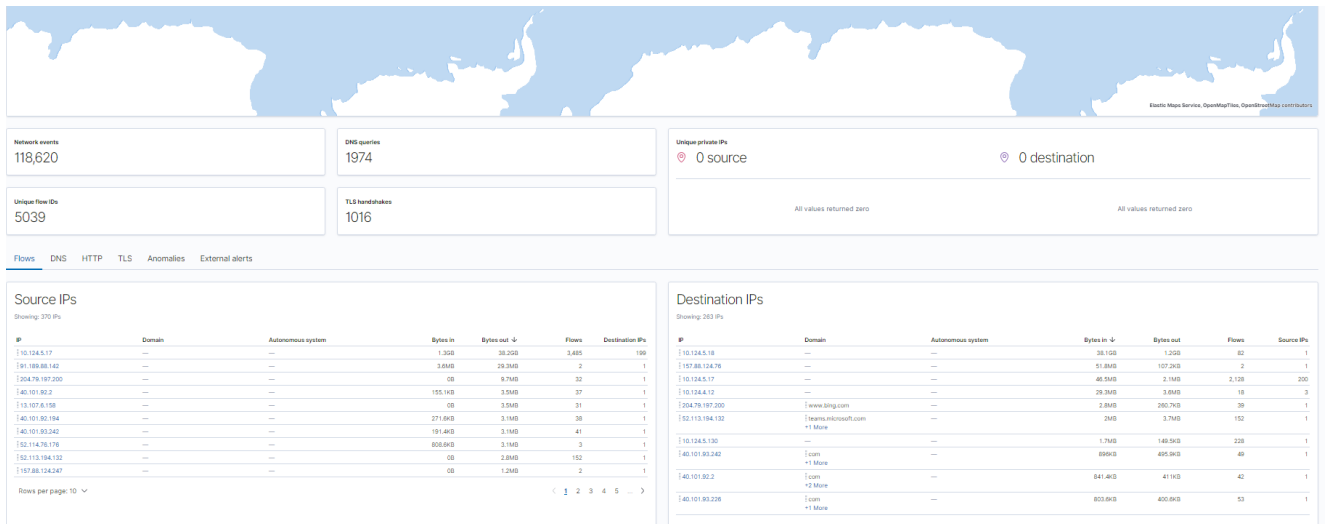 Elastic Maps Service, OpenMapTiles, OpenStreetMap contributors
Network events
118,620
DNS queries
1974
Unique private IPs
0 source
0 destination
Unique flow IDs
5039
TLS handshakes
1016
All values returned zero
All values returned zero
Flows DNS HTTP TLS Anomalies External alerts
Source IPs
Showing: 370 IPs
IP Domain Autonomous system Bytes in Bytes out Flows Destination IPs
10.124.5.17 — — 1.3GB 38.2GB 3,485 199
91.189.88.142 — — 3.6MB 29.3MB 2 1
204.79.197.200 — — 0B 9.7MB 32 1
40.101.92.2 — — 155.1KB 3.5MB 37 1
13.107.6.158 — — 0B 3.5MB 31 1
40.101.92.194 — — 271.6KB 3.1MB 38 1
40.101.93.242 — — 191.4KB 3.1MB 41 1
52.114.76.176 — — 808.6KB 3.1MB 3 1
52.113.194.132 — — 0B 2.8MB 152 1
157.88.124.247 — — 0B 1.2MB 2 1
Rows per page: 10 1 2 3 4 5 ...
Destination IPs
Showing: 263 IPs
IP Domain Autonomous system Bytes in Bytes out Flows Source IPs
10.124.5.18 — — 38.1GB 1.2GB 82 1
157.88.124.76 — — 51.8MB 107.2KB 2 1
10.124.5.17 — — 46.5MB 2.1MB 2,128 200
10.124.4.12 — — 29.3MB 3.6MB 18 3
204.79.197.200 www.bing.com — 2.8MB 260.7KB 39 1
52.113.194.132 teams.microsoft.com — 2MB 3.7MB 152 1
+1 More
10.124.5.130 — — 1.7MB 149.5KB 228 1
40.101.93.242 com — 896KB 495.9KB 49 1
+1 More
40.101.92.2 com — 841.4KB 411KB 42 1
+2 More
40.101.93.226 com — 803.6KB 400.6KB 53 1
+1 More